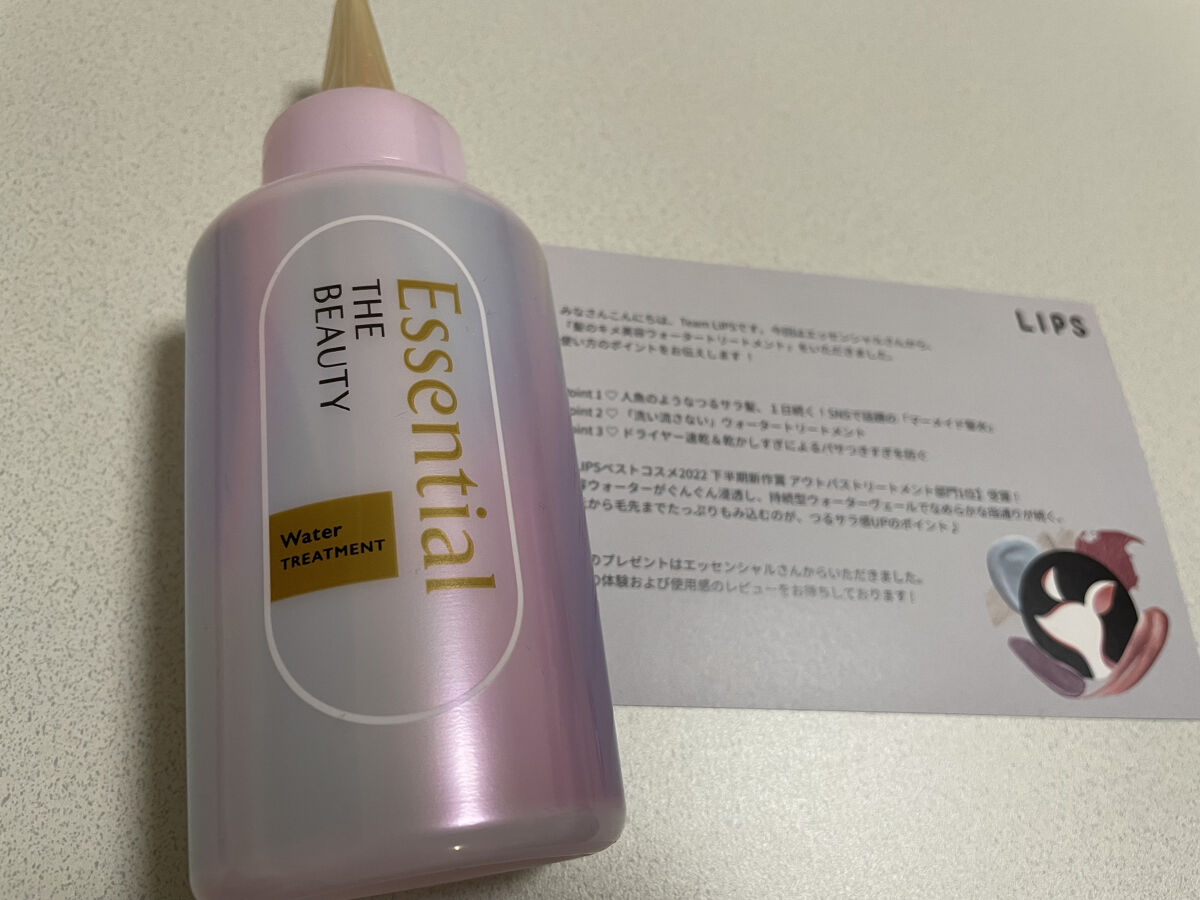 Essential
THE
BEAUTY
Water
TREATMENT
LIPS
みなさんこんにちは、Team LIPSです。今回はエッセンシャルさんから、
「髪のキメ美容ウォータートリートメント」をいただきました。
使い方のポイントをお伝えします！
oint 1 ♡ 人魚のようなつるサラ髪、1日続く！SNSで話題の「マーメイド髪水」
oint 2 ♡ 「洗い流さない」ウォータートリートメント
oint 3 ♡ ドライヤー速乾＆乾かしすぎによるパサつきすぎを防ぐ
IPSベストコスメ2022 下半期新作賞 アウトバストリートメント部門1位】受賞！
容ウォーターがぐんぐん浸透し、持続型ウォーターヴェールでなめらかな指通りが続く。
から毛先までたっぷりもみ込むのが、つるサラ感UPのポイント♪
のプレゼントはエッセンシャルさんからいただきました。
の体験および使用感のレビューをお待ちしております！